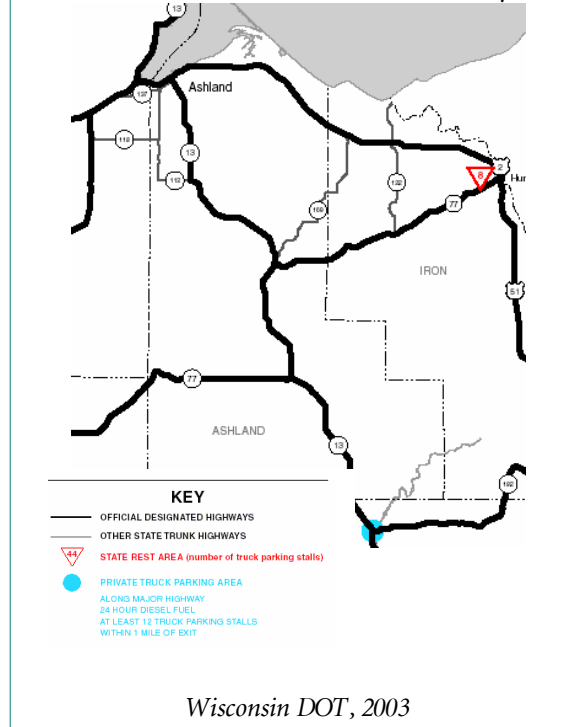 13
Ashland
137
112
13
112
2
8
Hur
122
169
77
IRON
51
77
ASHLAND
13
182
KEY
OFFICIAL DESIGNATED HIGHWAYS
OTHER STATE TRUNK HIGHWAYS
44
STATE REST AREA (number of truck parking stalls)
PRIVATE TRUCK PARKING AREA
ALONG MAJOR HIGHWAY
24 HOUR DIESEL FUEL
AT LEAST 12 TRUCK PARKING STALLS
WITHIN 1 MILE OF EXIT
Wisconsin DOT, 2003